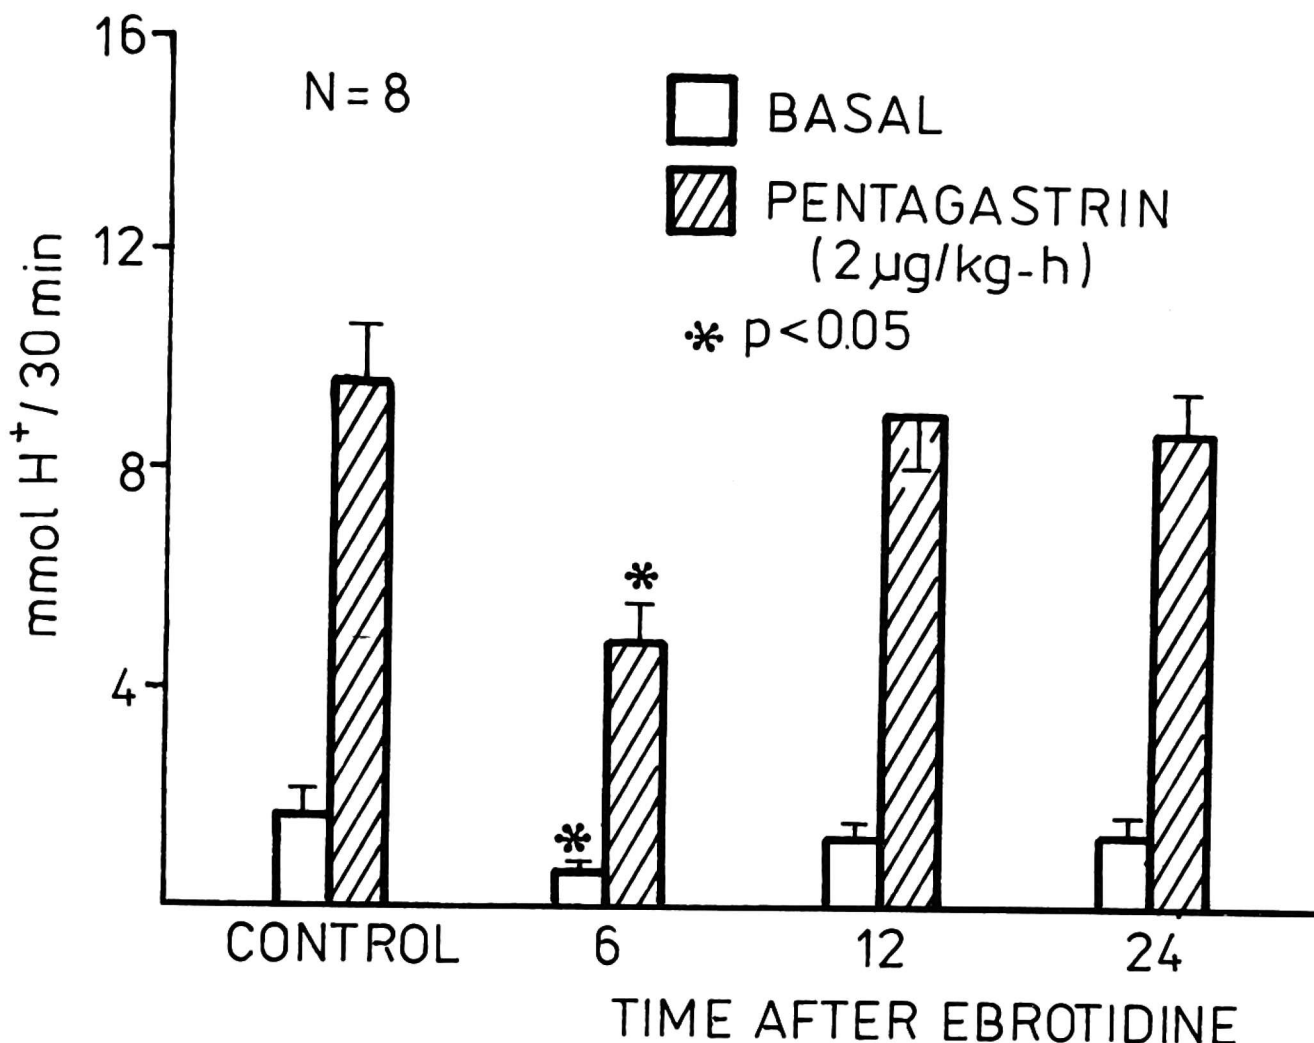 16
N = 8
BASAL
PENTAGASTRIN
(2 µg/kg-h)
* p < 0.05
12
8
4
mmol H⁺/30 min
*
*
CONTROL 6 12 24
TIME AFTER EBROTIDINE